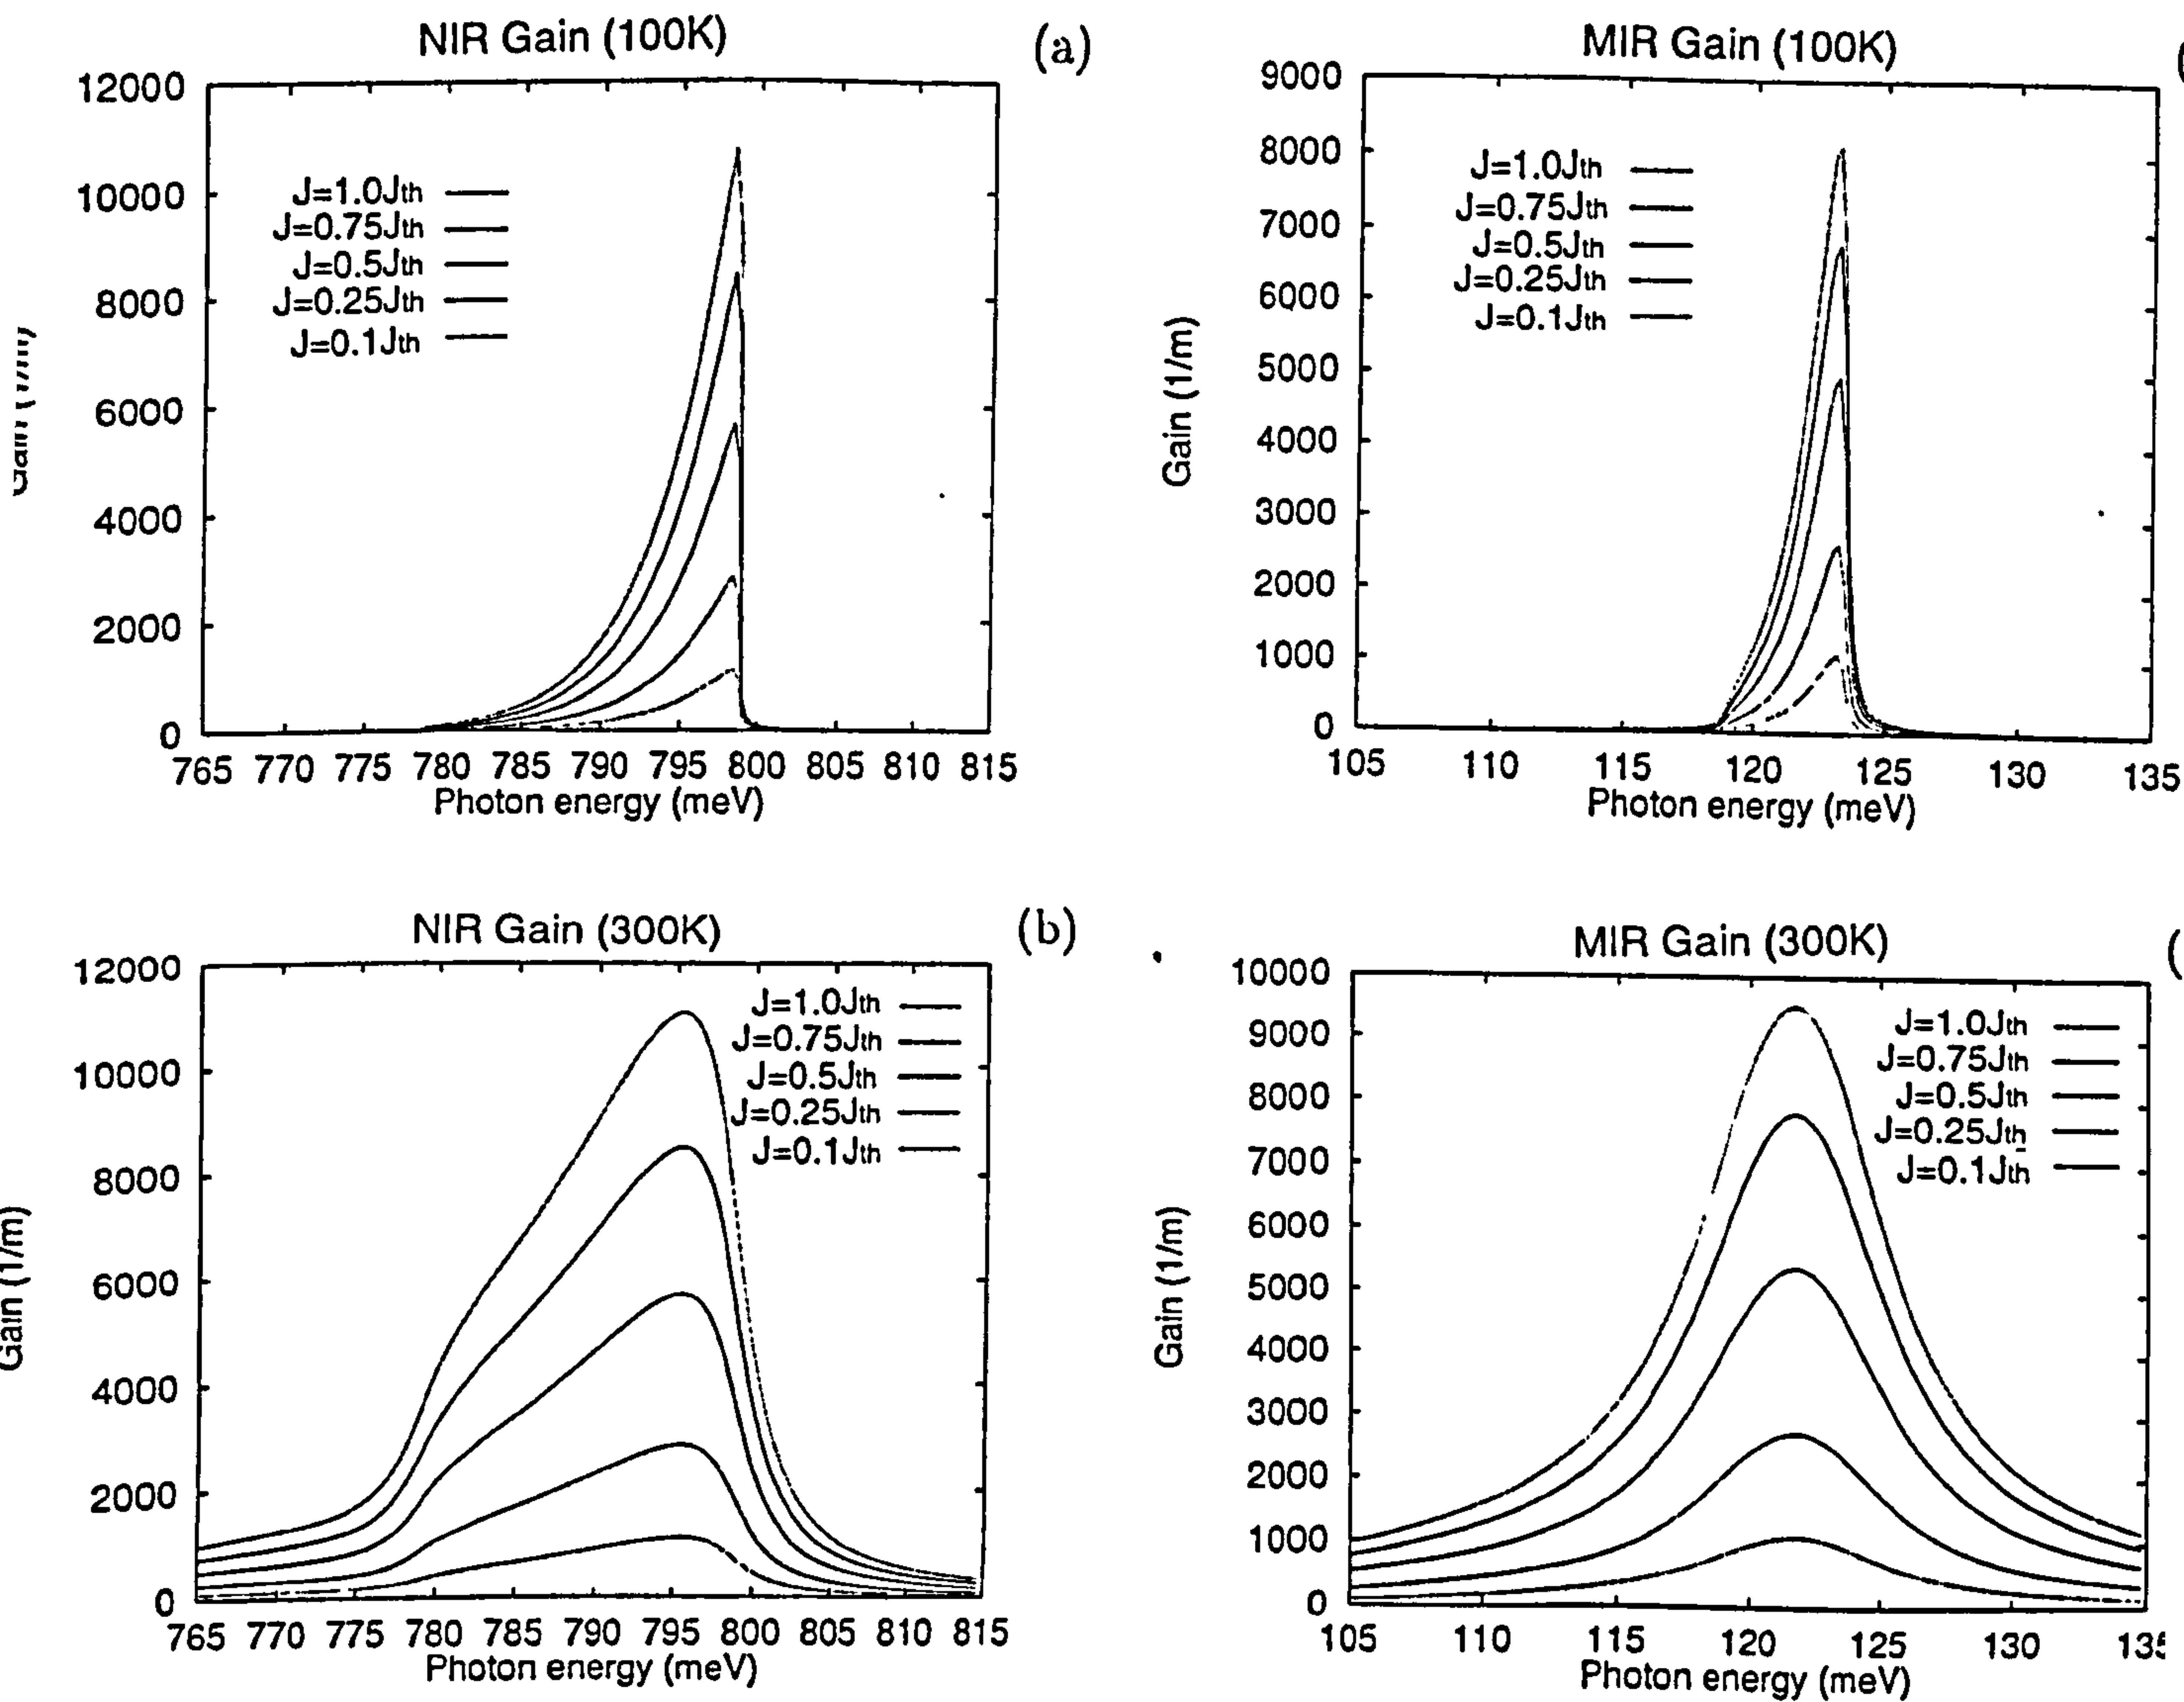 NIR Gain (100K)
(a)
12000
10000
8000
6000
4000
2000
0
J=1.0Jth
J=0.75Jth
J=0.5Jth
J=0.25Jth
J=0.1Jth
765 770 775 780 785 790 795 800 805 810 815
Photon energy (meV)
MIR Gain (100K)
(
9000
8000
7000
6000
5000
4000
3000
2000
1000
0
Gain (1/m)
J=1.0Jth
J=0.75Jth
J=0.5Jth
J=0.25Jth
J=0.1Jth
105 110 115 120 125 130 135
Photon energy (meV)
NIR Gain (300K)
(b)
12000
10000
8000
6000
4000
2000
0
Gain (1/m)
J=1.0Jth
J=0.75Jth
J=0.5Jth
J=0.25Jth
J=0.1Jth
765 770 775 780 785 790 795 800 805 810 815
Photon energy (meV)
MIR Gain (300K)
(
10000
9000
8000
7000
6000
5000
4000
3000
2000
1000
0
Gain (1/m)
J=1.0Jth
J=0.75Jth
J=0.5Jth
J=0.25Jth
J=0.1Jth
105 110 115 120 125 130
Photon energy (meV)